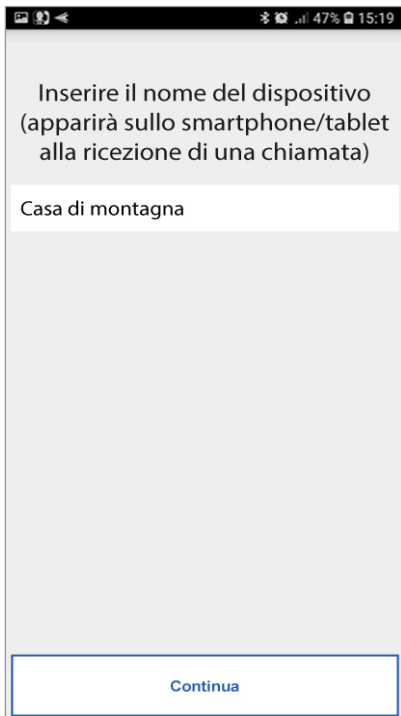 47% 15:19
Inserire il nome del dispositivo
(apparirà sullo smartphone/tablet
alla ricezione di una chiamata)
Casa di montagna
Continua